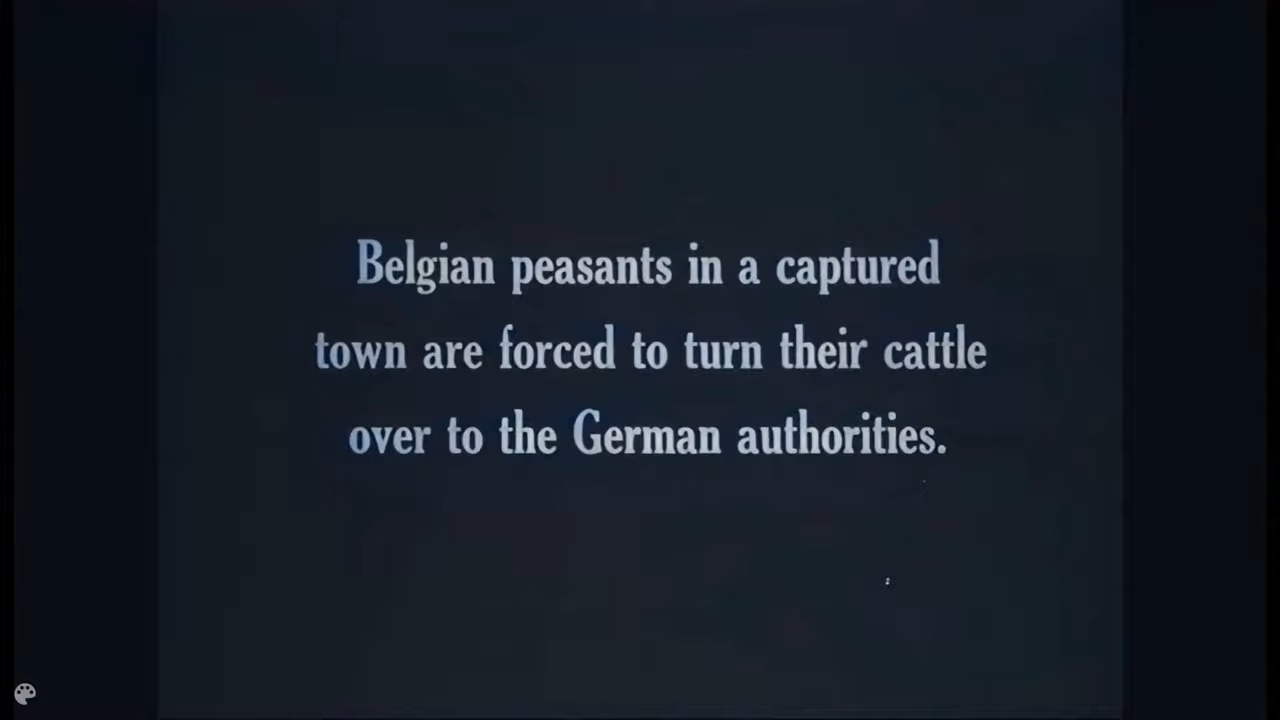 Belgian peasants in a captured
town are forced to turn their cattle
over to the German authorities.